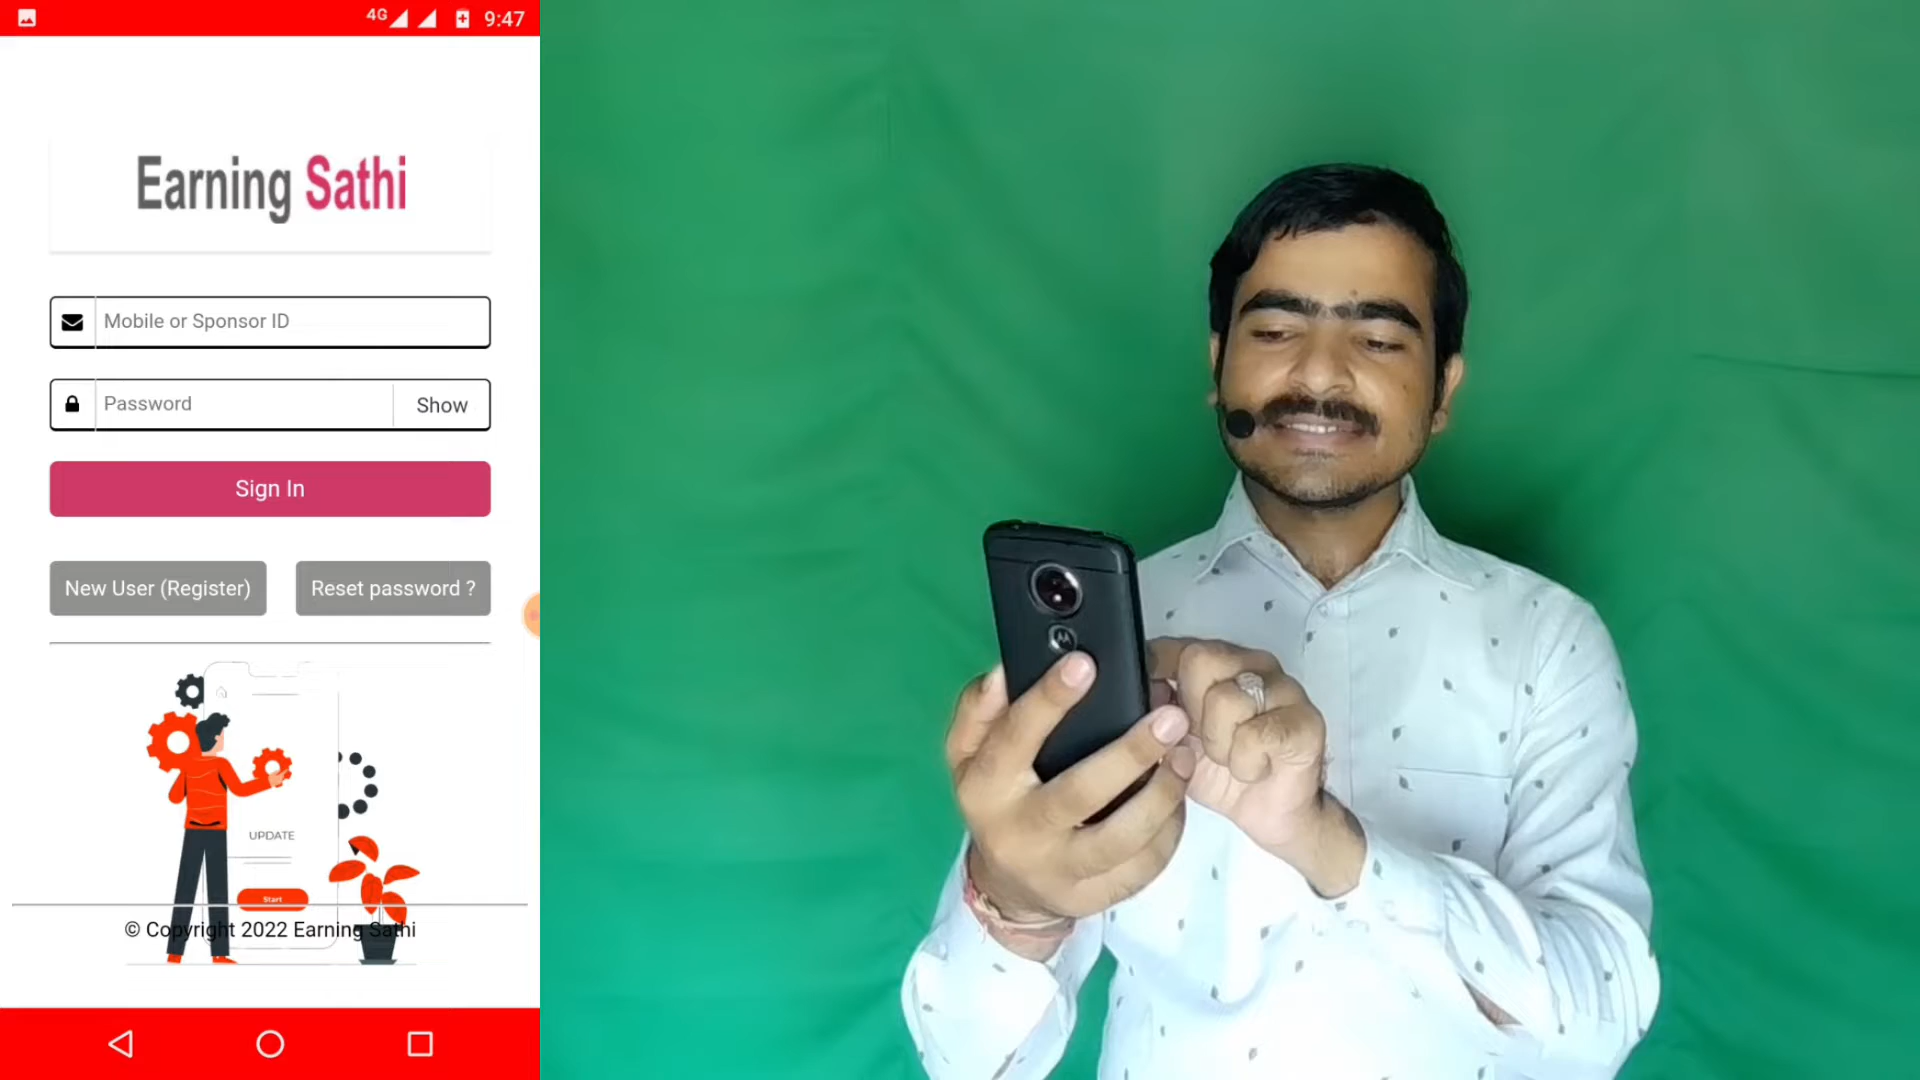 4G 9:47
Earning Sathi
Mobile or Sponsor ID
Password Show
Sign In
New User (Register) Reset password ?
UPDATE
Start
© Copyright 2022 Earning Sathi